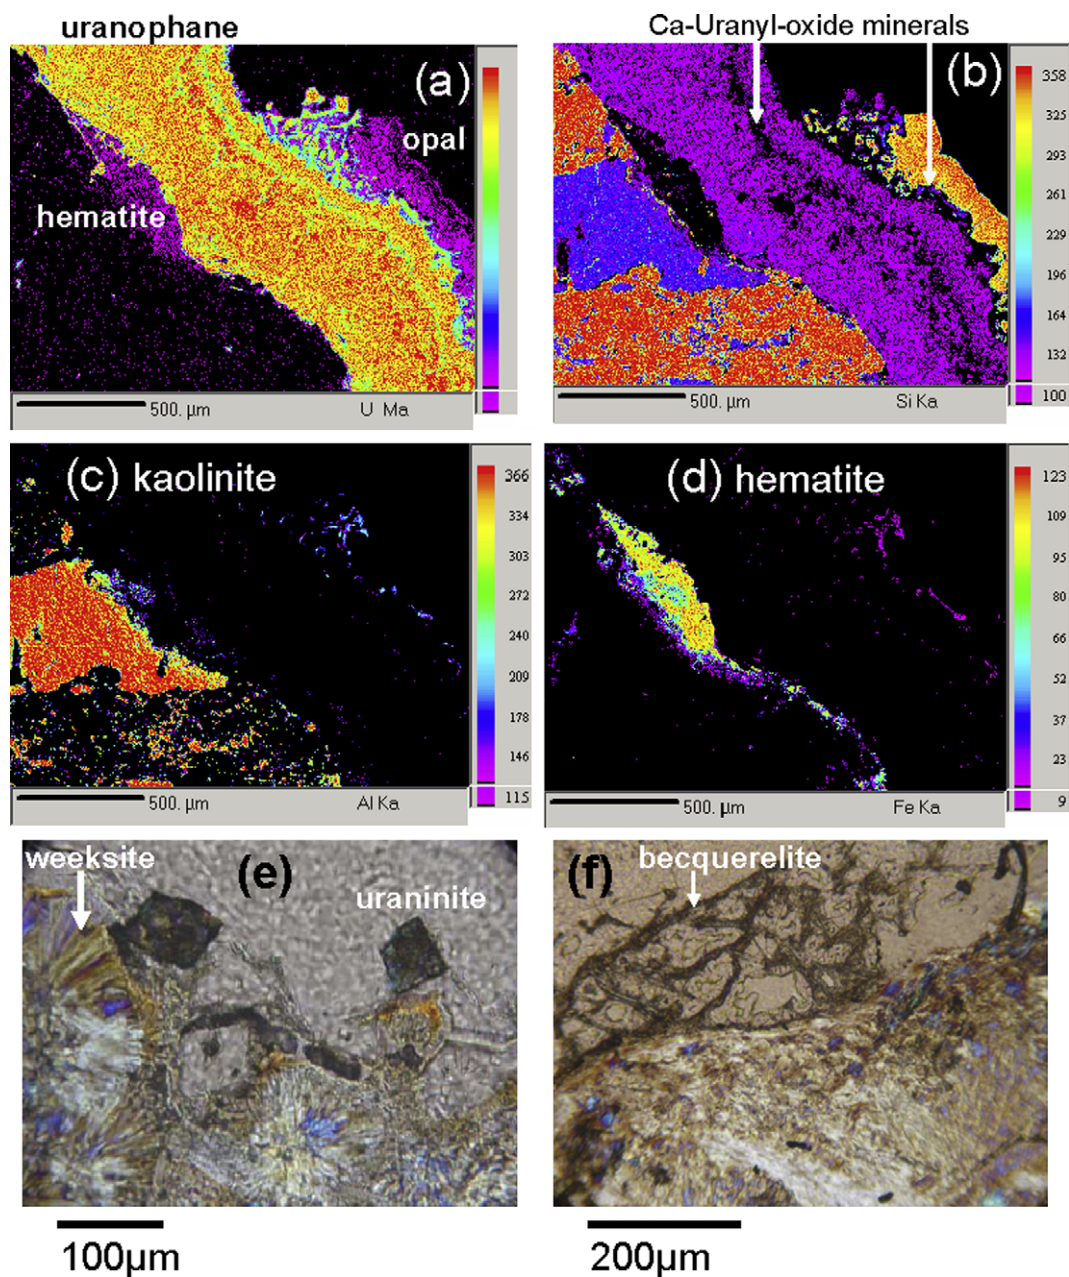 uranophane
(a)
opal
hematite
500. µm U Ma
Ca-Uranyl-oxide minerals
(b)
358
325
293
261
229
196
164
132
100
500. µm Si Ka
(c) kaolinite
366
334
303
272
240
209
178
146
115
500. µm Al Ka
(d) hematite
123
109
95
80
66
52
37
23
9
500. µm Fe Ka
weeksite
(e)
uraninite
100µm
(f)
becquerelite
200µm